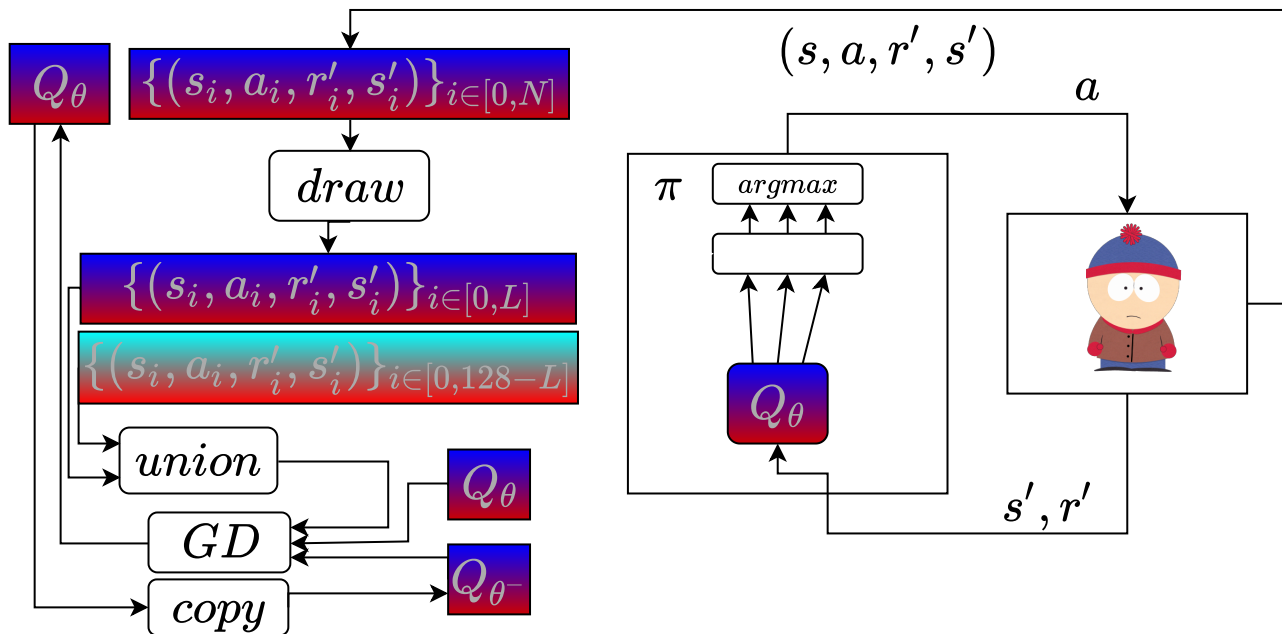 Q_θ
{(s_i, a_i, r'_i, s'_i)}_{i∈[0,N]}
(s, a, r′, s′)
a
draw
π
argmax
{(s_i, a_i, r'_i, s'_i)}_{i∈[0,L]}
{(s_i, a_i, r'_i, s'_i)}_{i∈[0,128−L]}
Q_θ
union
Q_θ
s′, r′
GD
Q_{θ^−}
copy